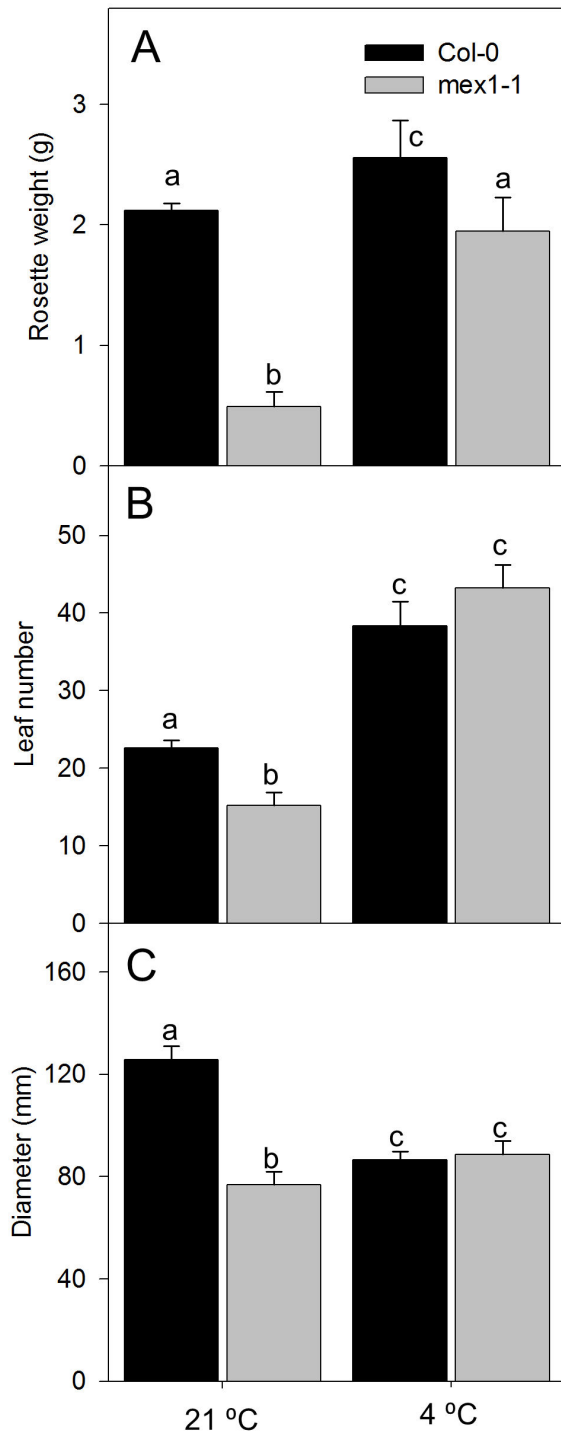 A
Col-0
mex1-1
Rosette weight (g)
3
2
1
0
a
b
c
a
B
Leaf number
50
40
30
20
10
0
a
b
c
c
C
Diameter (mm)
160
120
80
40
0
a
b
c
c
21 ºC
4 ºC